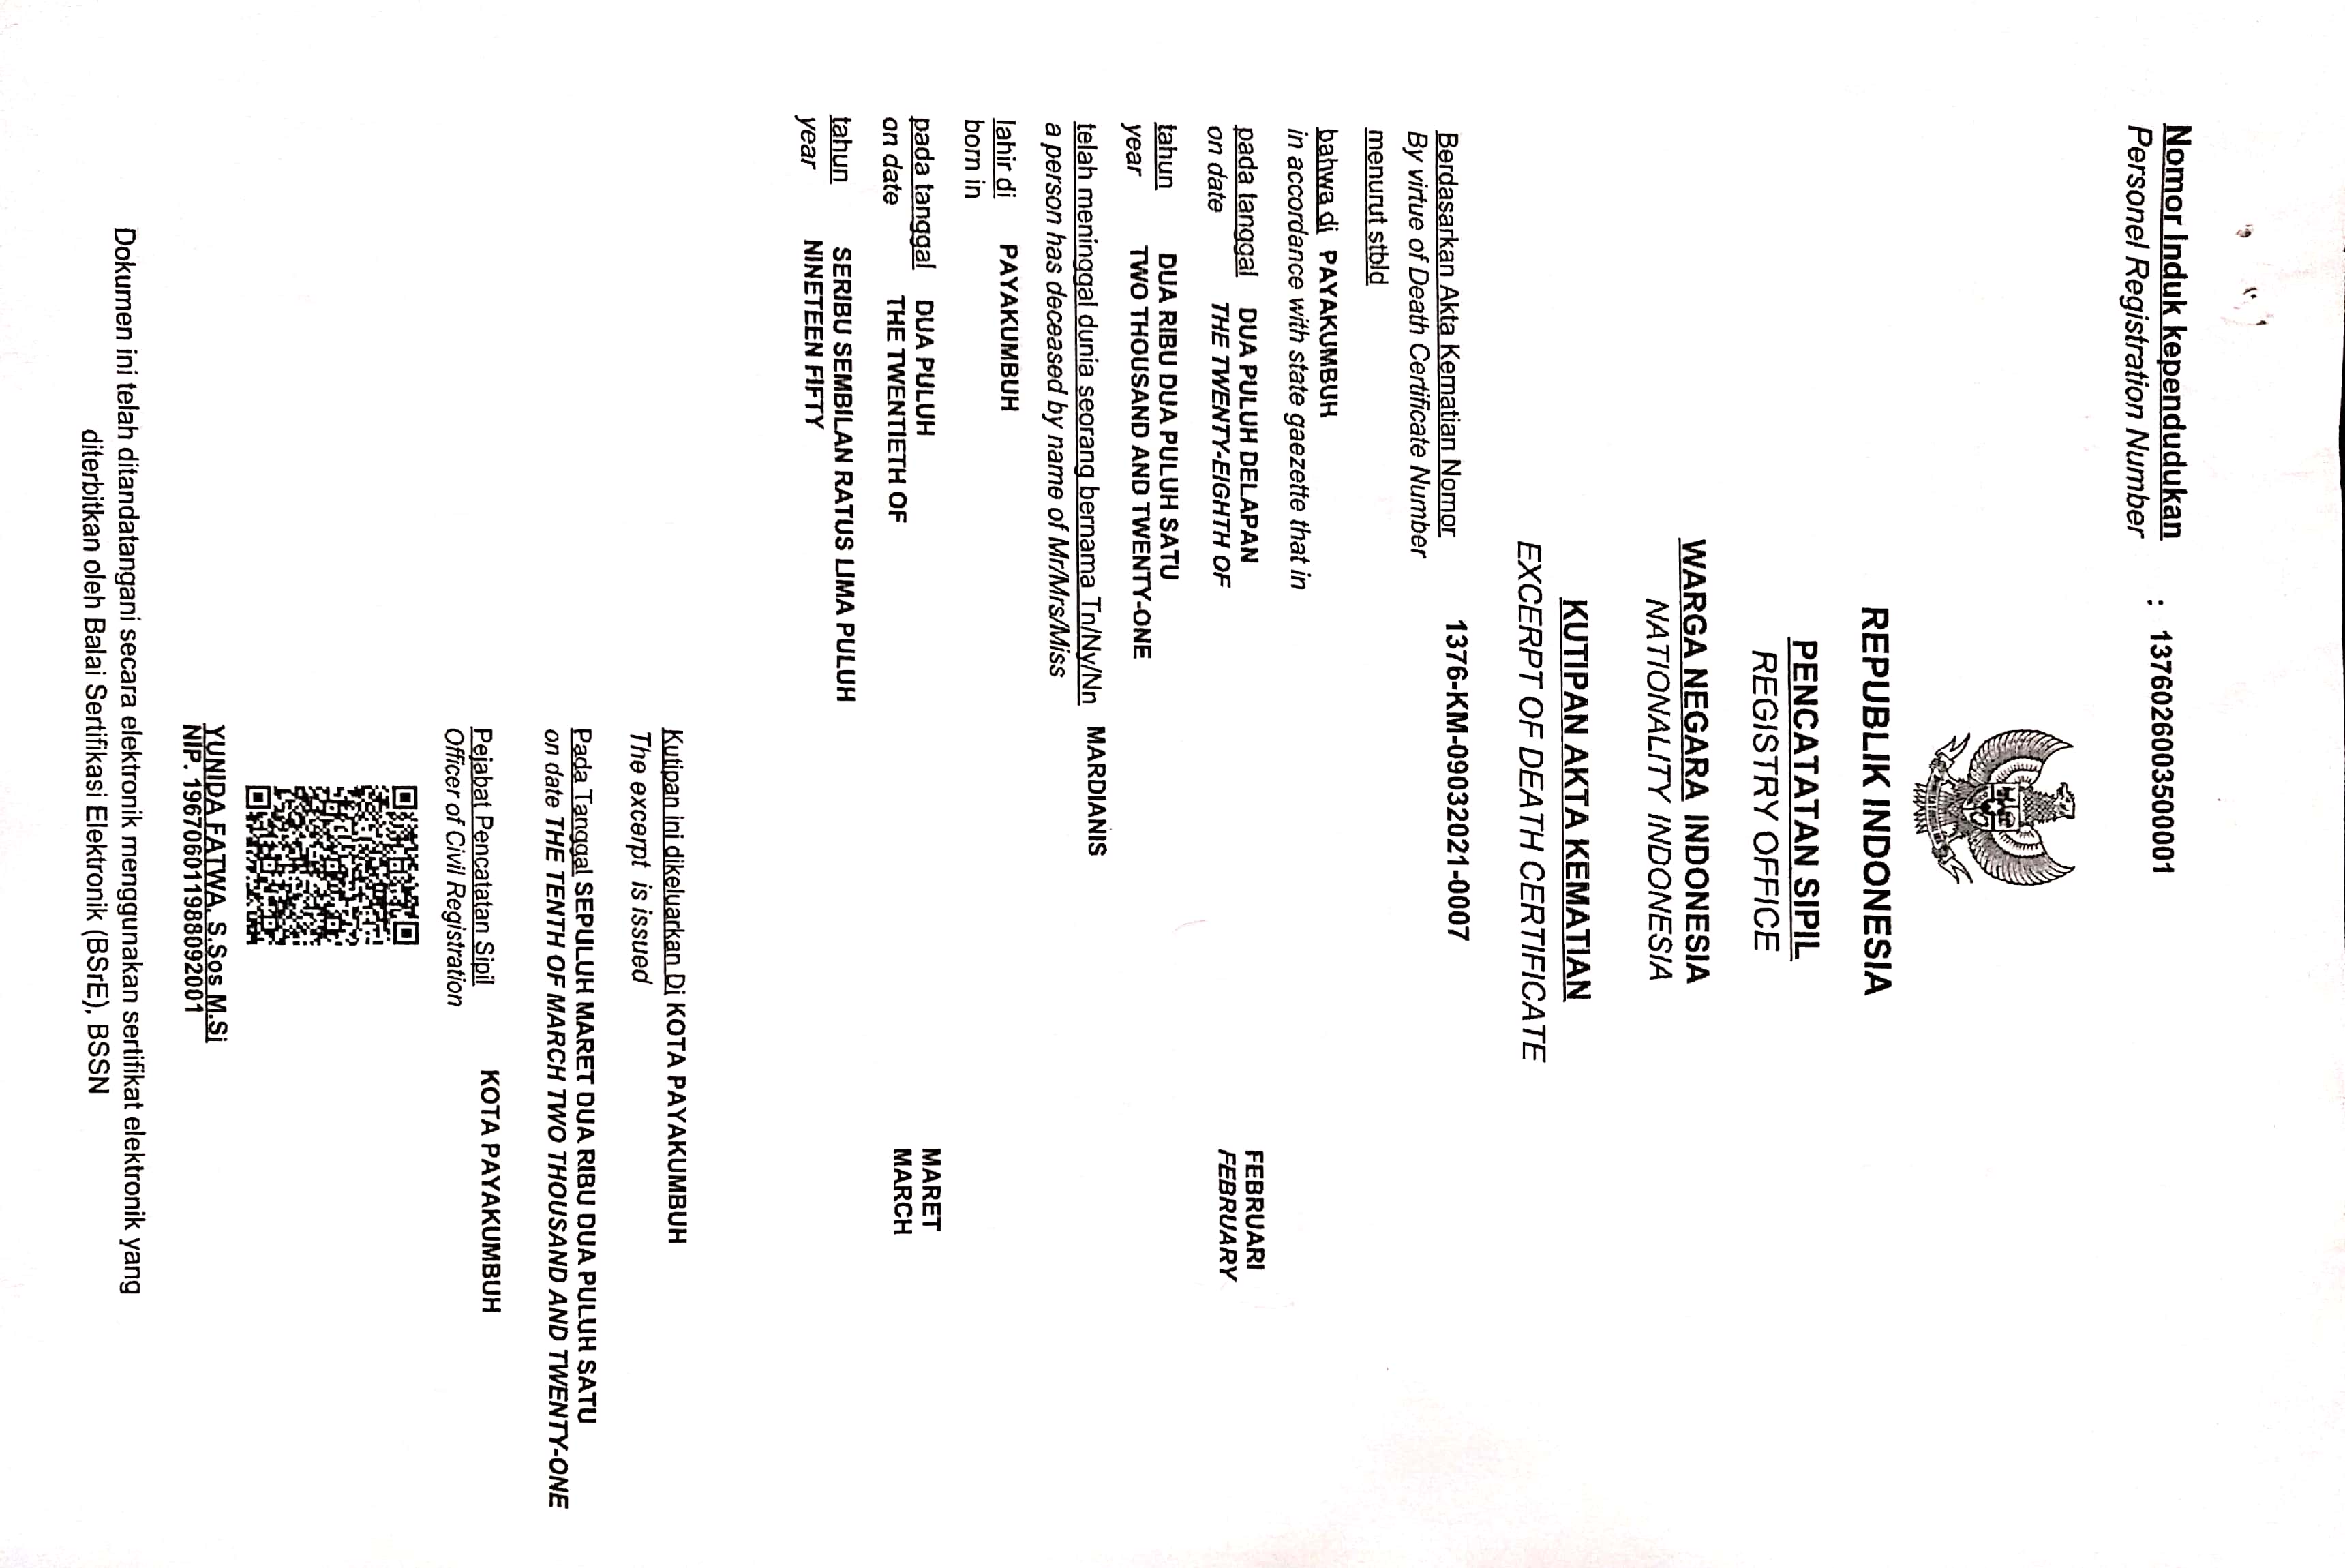 Nomor Induk kependudukan : 1376026003500001
Personel Registration Number
REPUBLIK INDONESIA
PENCATATAN SIPIL
REGISTRY OFFICE
WARGA NEGARA INDONESIA
NATIONALITY INDONESIA
KUTIPAN AKTA KEMATIAN
EXCERPT OF DEATH CERTIFICATE
Berdasarkan Akta Kematian Nomor 1376-KM-09032021-0007
By virtue of Death Certificate Number
menurut stbld
bahwa di PAYAKUMBUH
in accordance with state gaezette that in
pada tanggal DUA PULUH DELAPAN FEBRUARI
on date THE TWENTY-EIGHTH OF FEBRUARY
tahun DUA RIBU DUA PULUH SATU
year TWO THOUSAND AND TWENTY-ONE
telah meninggal dunia seorang bernama Tn/Ny/Nn MARDIANIS
a person has deceased by name of Mr/Mrs/Miss
lahir di PAYAKUMBUH
born in
pada tanggal DUA PULUH MARET
on date THE TWENTIETH OF MARCH
tahun SERIBU SEMBILAN RATUS LIMA PULUH
year NINETEEN FIFTY
Kutipan ini dikeluarkan Di KOTA PAYAKUMBUH
The excerpt is issued
Pada Tanggal SEPULUH MARET DUA RIBU DUA PULUH SATU
on date THE TENTH OF MARCH TWO THOUSAND AND TWENTY-ONE
Pejabat Pencatatan Sipil KOTA PAYAKUMBUH
Officer of Civil Registration
YUNIDA FATWA. S.Sos M.Si
NIP. 196706011988092001
Dokumen ini telah ditandatangani secara elektronik menggunakan sertifikat elektronik yang
diterbitkan oleh Balai Sertifikasi Elektronik (BSrE), BSSN